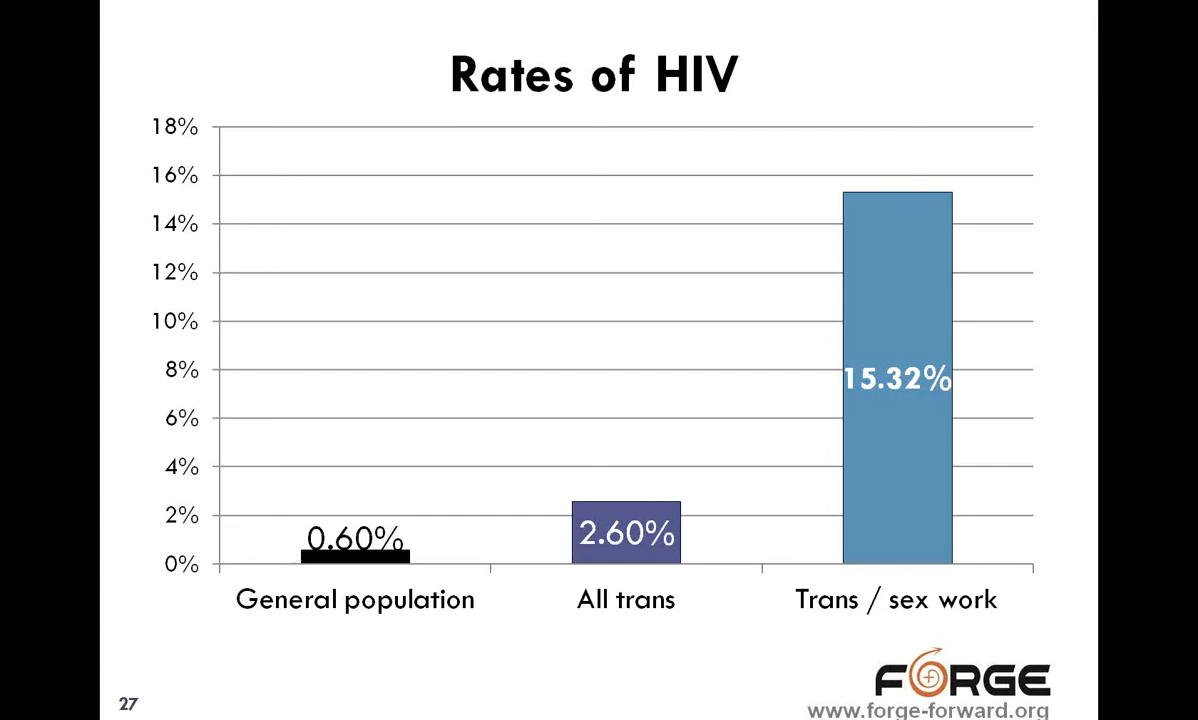 Rates of HIV
18%
16%
14%
12%
10%
8%
6%
4%
2%
0%
0.60%
2.60%
15.32%
General population
All trans
Trans / sex work
FORGE
www.forge-forward.org
27